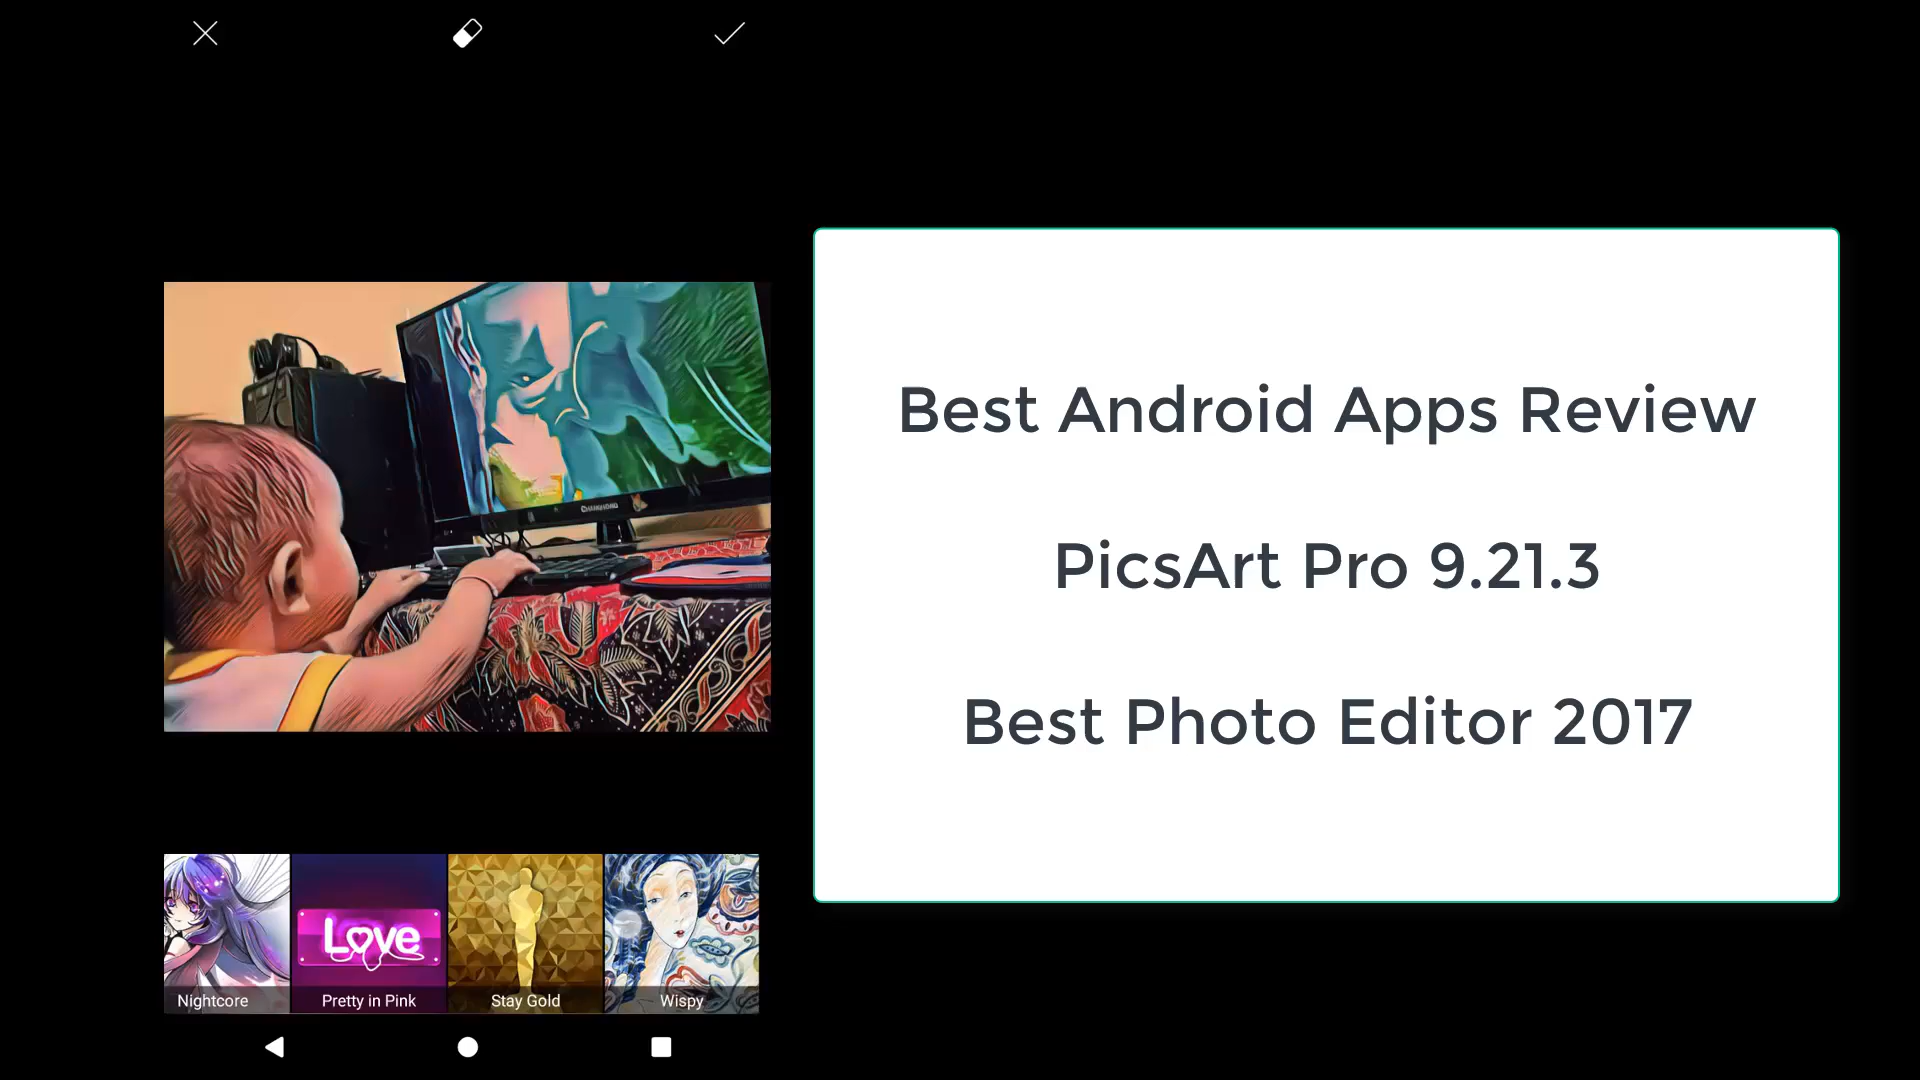 Best Android Apps Review
PicsArt Pro 9.21.3
Best Photo Editor 2017
Love
Nightcore
Pretty in Pink
Stay Gold
Wispy